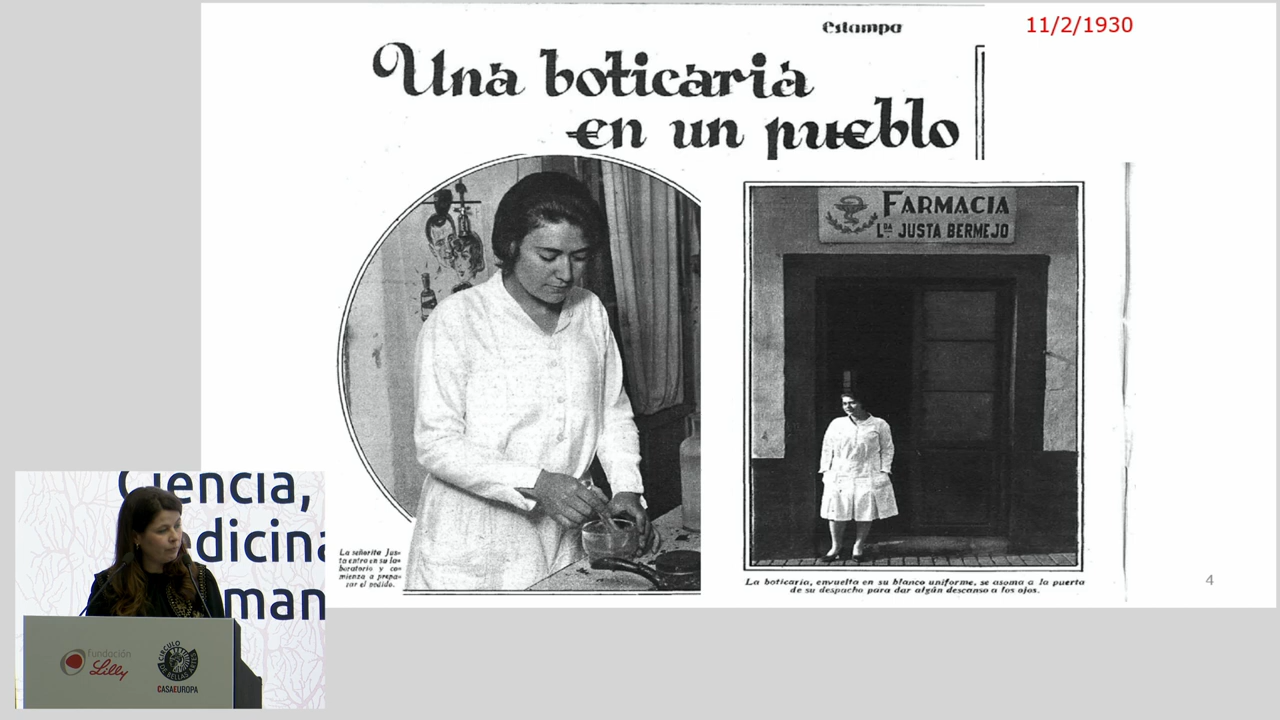 estampa
11/2/1930
Una boticaria
en un pueblo
FARMACIA
LDA JUSTA BERMEJO
La señorita Jus-
ta entra en su la-
boratorio y co-
mienza a prepa-
rar el pedido.
La boticaria, envuelta en su blanco uniforme, se asoma a la puerta
de su despacho para dar algún descanso a los ojos.
4
Ciencia,
dicina
man
fundación
Lilly
CÍRCULO
DE BELLAS ARTES
CASAEUROPA